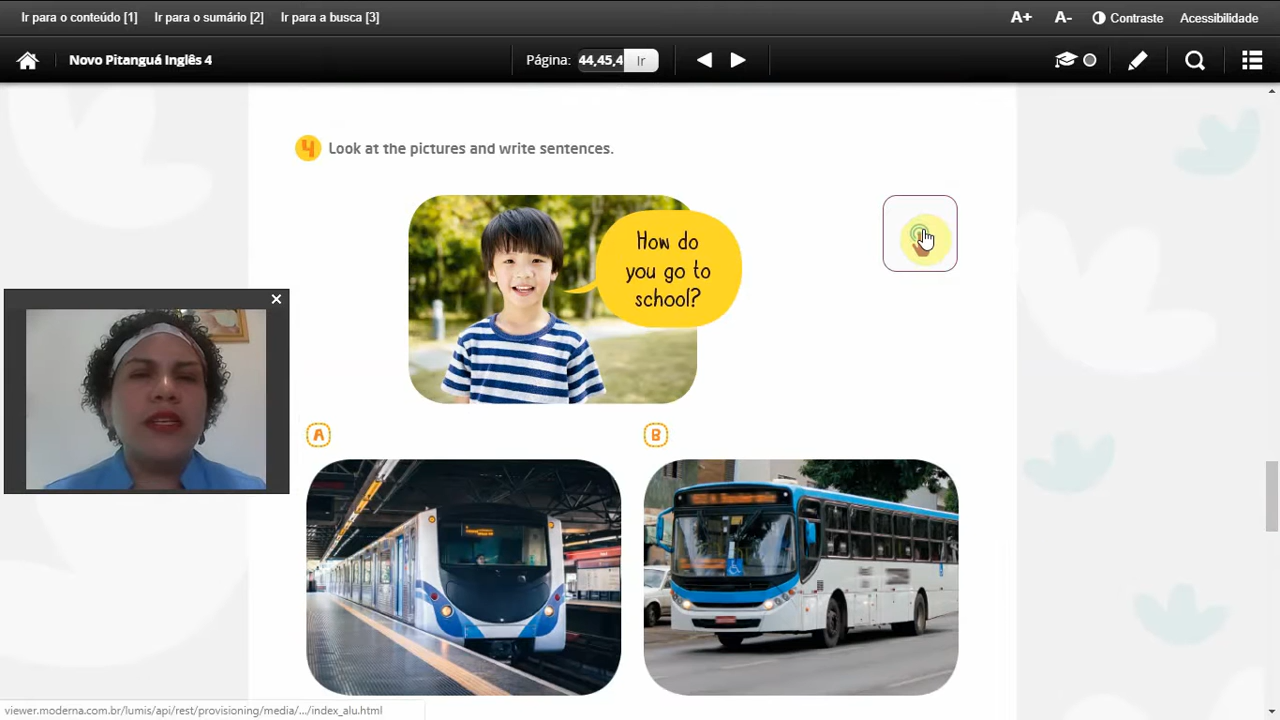 Ir para o conteúdo [1] Ir para o sumário [2] Ir para a busca [3] A+ A- Contraste Acessibilidade
Novo Pitanguá Inglês 4 Página: 44,45,4 Ir
4 Look at the pictures and write sentences.
How do
you go to
school?
A B
viewer.moderna.com.br/lumis/api/rest/provisioning/media/.../index_alu.html